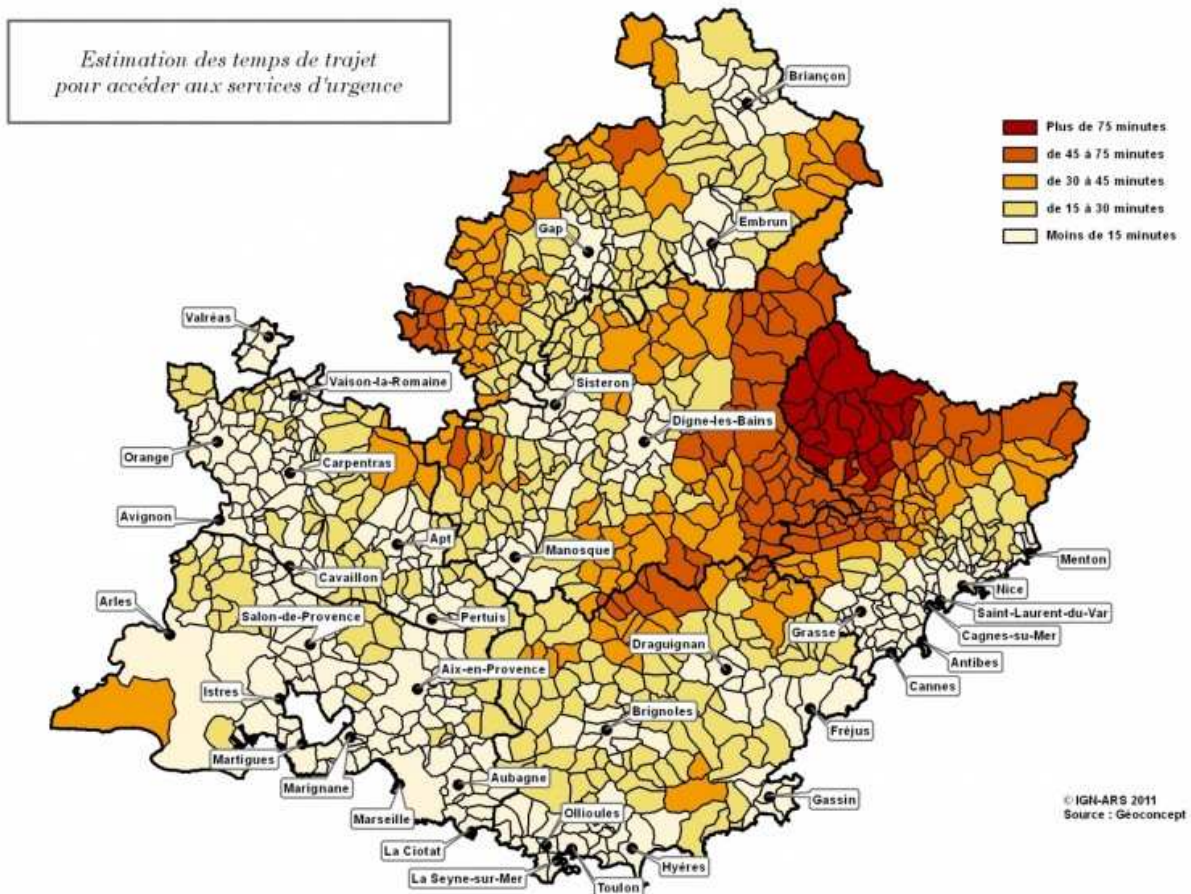 Estimation des temps de trajet
pour accéder aux services d'urgence
Briançon
Plus de 75 minutes
de 45 à 75 minutes
de 30 à 45 minutes
de 15 à 30 minutes
Moins de 15 minutes
Gap
Embrun
Valréas
Vaison-la-Romaine
Sisteron
Digne-les-Bains
Orange
Carpentras
Avignon
Apt
Manosque
Menton
Cavaillon
Nice
Arles
Salon-de-Provence
Pertuis
Saint-Laurent-du-Var
Grasse
Cagnes-su-Mer
Draguignan
Antibes
Aix-en-Provence
Cannes
Istres
Brignoles
Fréjus
Martigues
Marignane
Aubagne
Gassin
Marseille
Ollioules
La Ciotat
Hyéres
La Seyne-sur-Mer
Toulon
© IGN-ARS 2011
Source : Géoconcept